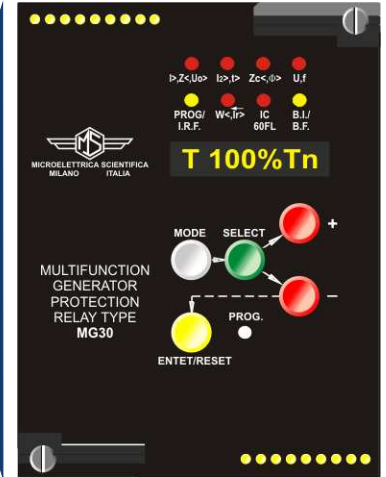 I>,Z<,Uo> I2>,t> Zc<,Φ> U,f
PROG/ I.R.F. W<,Ir> IC 60FL B.I./ B.F.
MS
MICROELETTRICA SCIENTIFICA
MILANO ITALIA
T 100%Tn
MODE SELECT
+
−
MULTIFUNCTION
GENERATOR
PROTECTION
RELAY TYPE
MG30
PROG.
ENTET/RESET